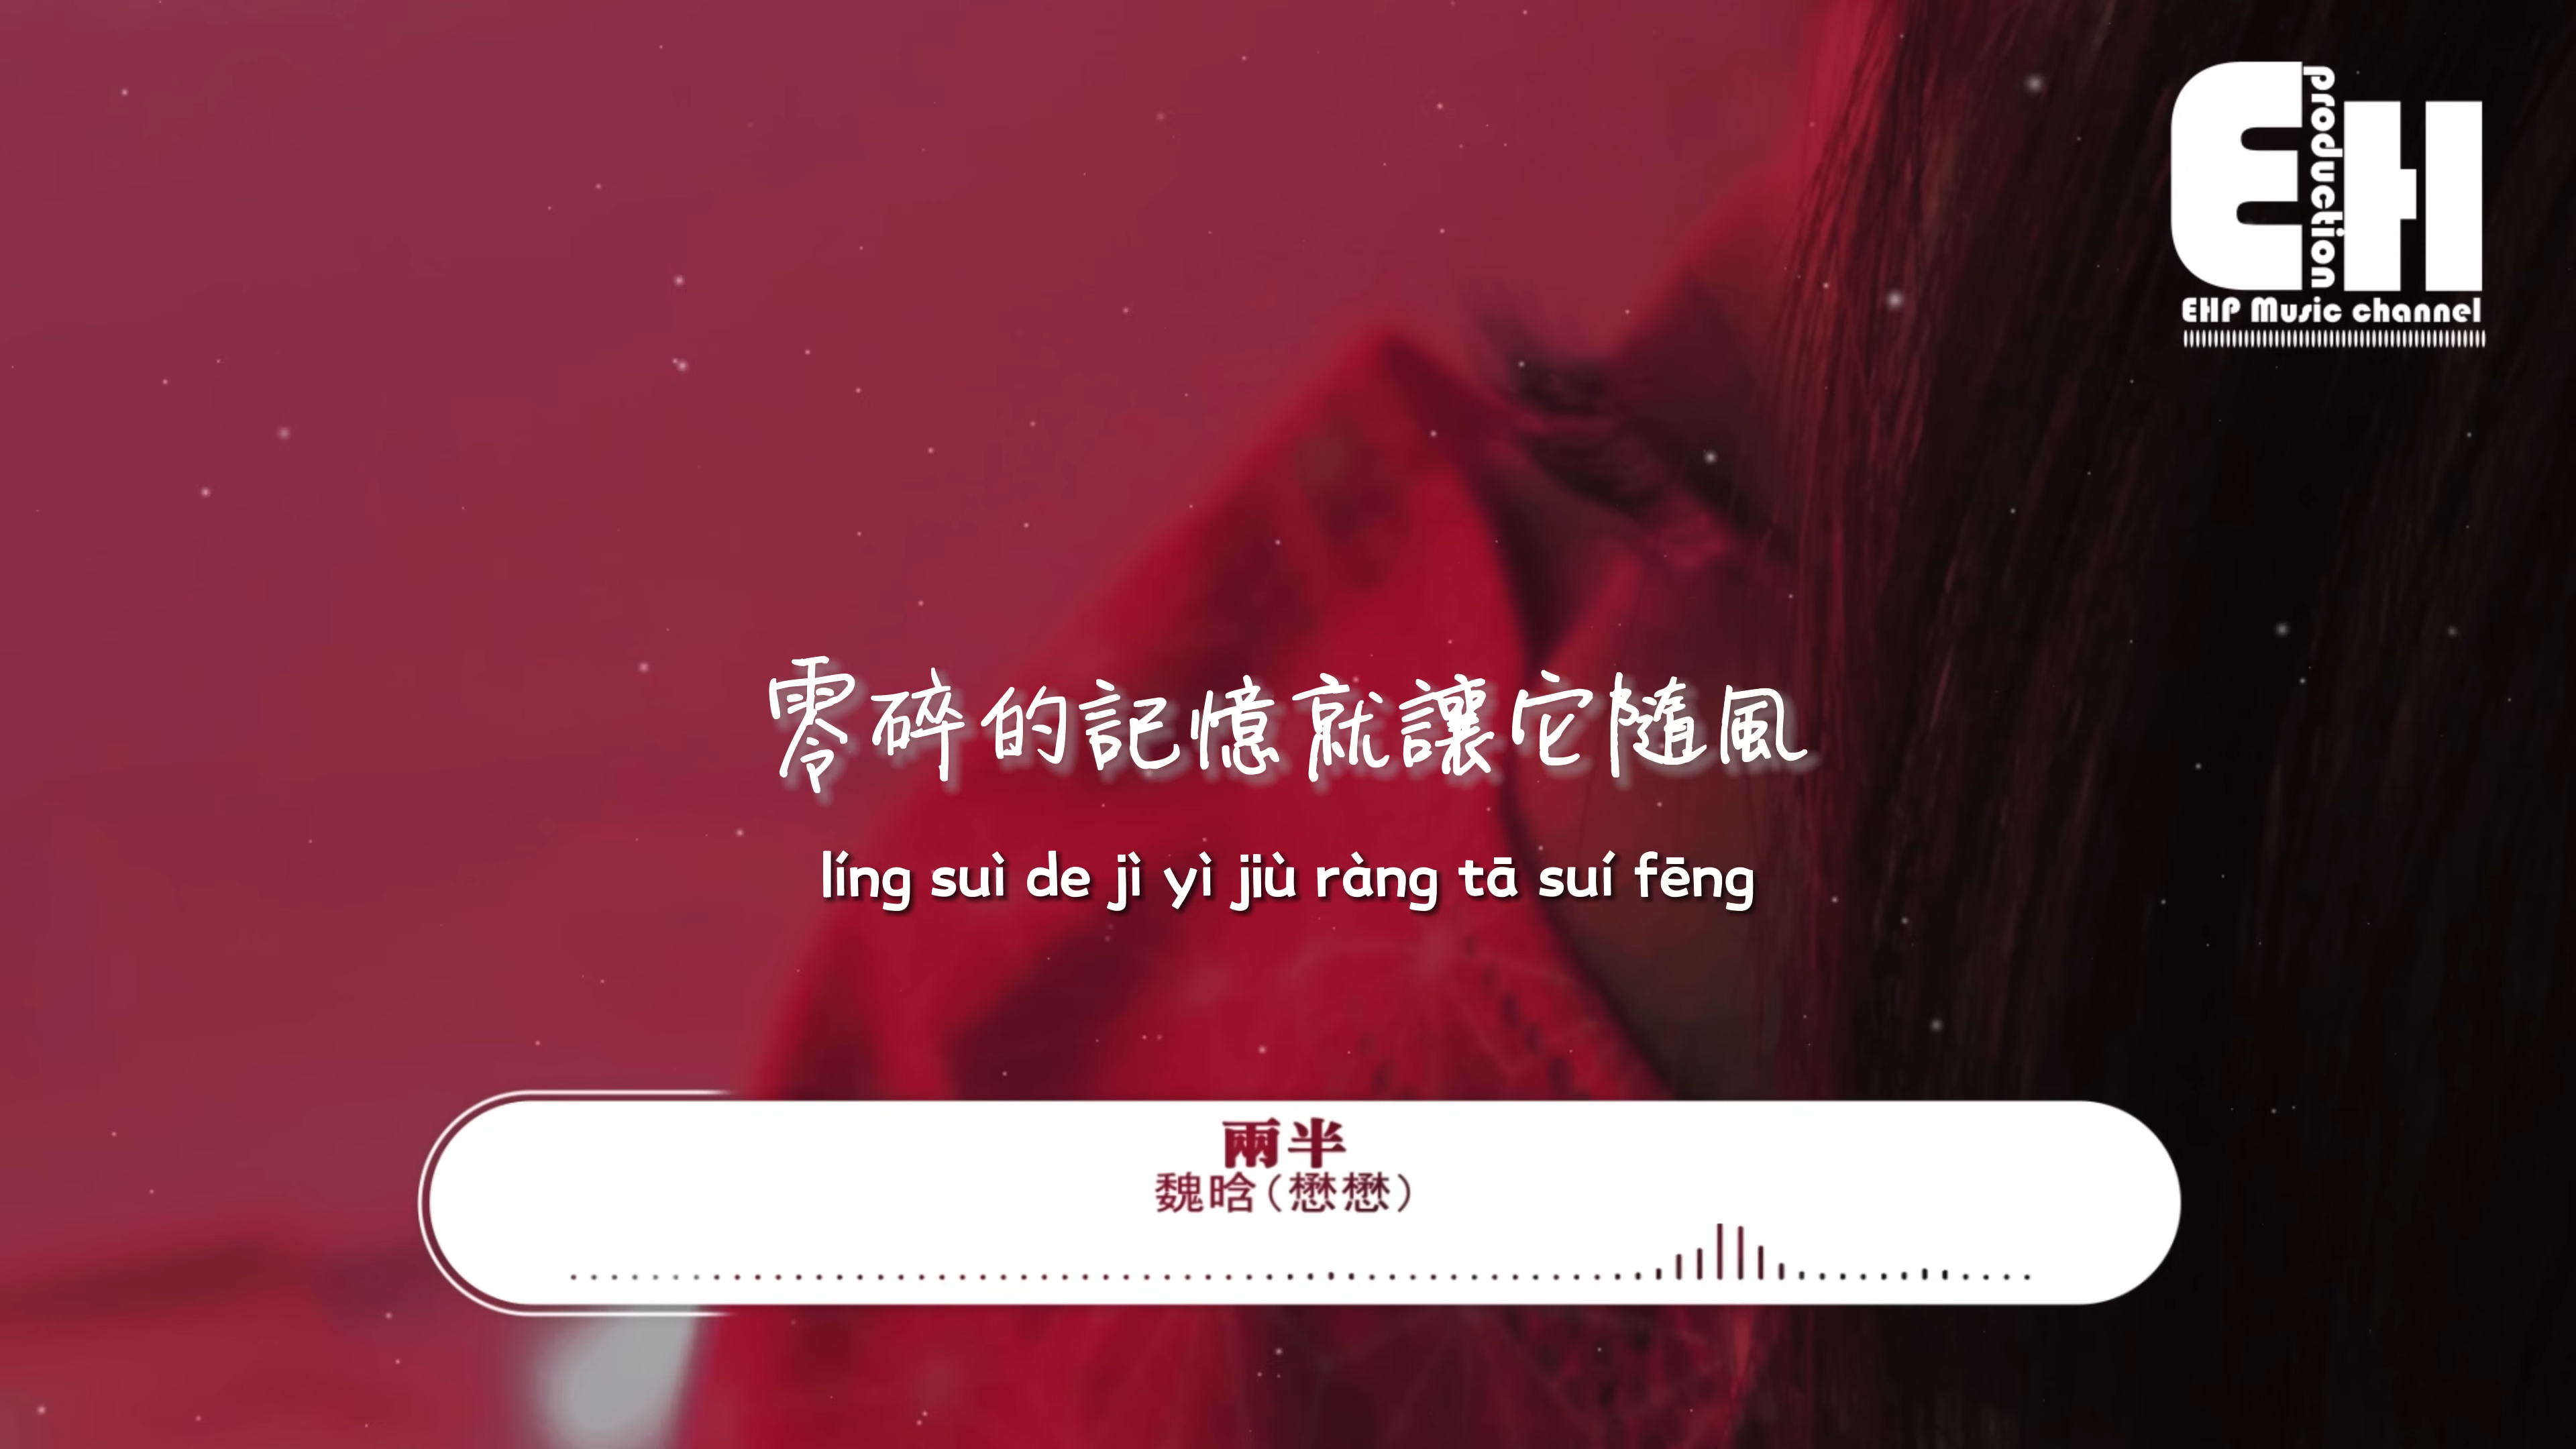 production
EH
EHP Music channel
零碎的記憶就讓它隨風
líng suì de jì yì jiù ràng tā suí fēng
兩半
魏晗(懋懋)